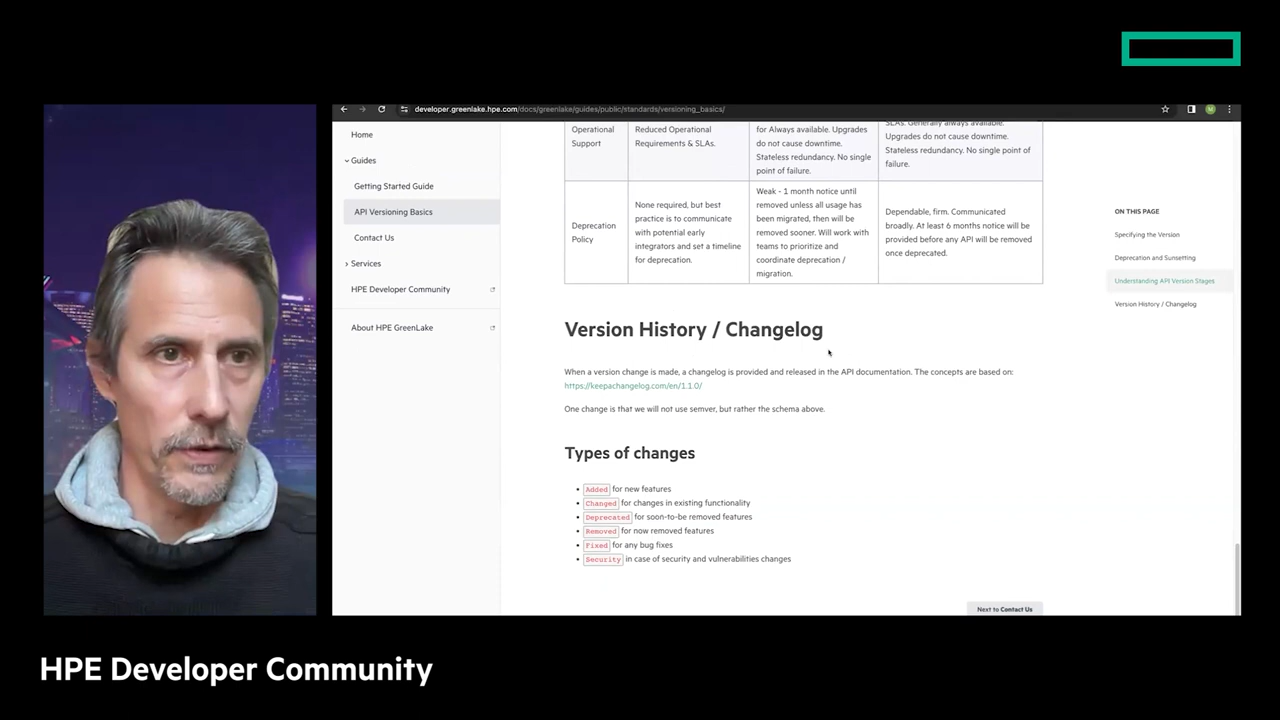 developer.greenlake.hpe.com/docs/greenlake/guides/public/standards/versioning_basics/
Home
Guides
Getting Started Guide
API Versioning Basics
Contact Us
Services
HPE Developer Community
About HPE GreenLake
Operational
Support
Reduced Operational
Requirements & SLAs.
for Always available. Upgrades
do not cause downtime.
Stateless redundancy. No single
point of failure.
SLAs. Generally always available.
Upgrades do not cause downtime.
Stateless redundancy. No single point of
failure.
Deprecation
Policy
None required, but best
practice is to communicate
with potential early
integrators and set a timeline
for deprecation.
Weak - 1 month notice until
removed unless all usage has
been migrated, then will be
removed sooner. Will work with
teams to prioritize and
coordinate deprecation /
migration.
Dependable, firm. Communicated
broadly. At least 6 months notice will be
provided before any API will be removed
once deprecated.
Version History / Changelog
When a version change is made, a changelog is provided and released in the API documentation. The concepts are based on:
https://keepachangelog.com/en/1.1.0/
One change is that we will not use semver, but rather the schema above.
Types of changes
Added for new features
Changed for changes in existing functionality
Deprecated for soon-to-be removed features
Removed for now removed features
Fixed for any bug fixes
Security in case of security and vulnerabilities changes
Next to Contact Us
ON THIS PAGE
Specifying the Version
Deprecation and Sunsetting
Understanding API Version Stages
Version History / Changelog
HPE Developer Community